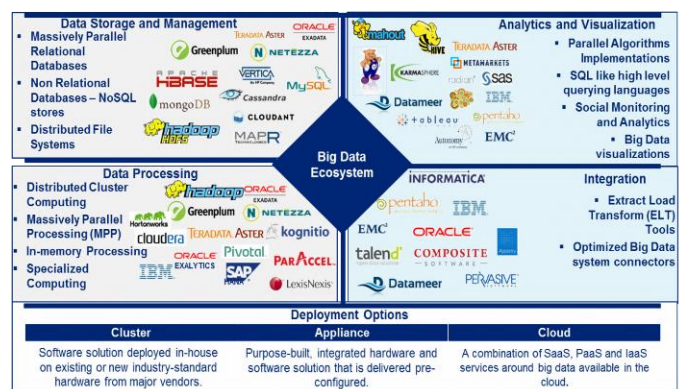 Data Storage and Management
Massively Parallel
Relational
Databases
Non Relational
Databases – NoSQL
stores
Distributed File
Systems
TERADATA ASTER
ORACLE
EXADATA
Greenplum
NETEZZA
APACHE
HBASE
VERTICA
MySQL
mongoDB
Cassandra
CLOUDANT
hadoop
HDFS
MAPR
TECHNOLOGIES
Analytics and Visualization
mahout
HIVE
TERADATA ASTER
METAMARKETS
KARMASPHERE
radian6
sas
Datameer
IBM
tableau
pentaho
Autonomy
EMC²
Parallel Algorithms
Implementations
SQL like high level
querying languages
Social Monitoring
and Analytics
Big Data
visualizations
Big Data
Ecosystem
Data Processing
Distributed Cluster
Computing
Massively Parallel
Processing (MPP)
In-memory Processing
Specialized
Computing
hadoop
ORACLE
EXADATA
Greenplum
NETEZZA
Hortonworks
cloudera
TERADATA ASTER
kognitio
IBM
ORACLE
EXALYTICS
Pivotal
SAP
HANA
PARACCEL
LexisNexis
Integration
INFORMATICA
pentaho
IBM
EMC²
ORACLE
talend
COMPOSITE
SOFTWARE
Datameer
PERVASIVE
Extract Load
Transform (ELT)
Tools
Optimized Big Data
system connectors
Deployment Options
Cluster
Appliance
Cloud
Software solution deployed in-house
on existing or new industry-standard
hardware from major vendors.
Purpose-built, integrated hardware and
software solution that is delivered pre-
configured.
A combination of SaaS, PaaS and IaaS
services around big data available in the
cloud.